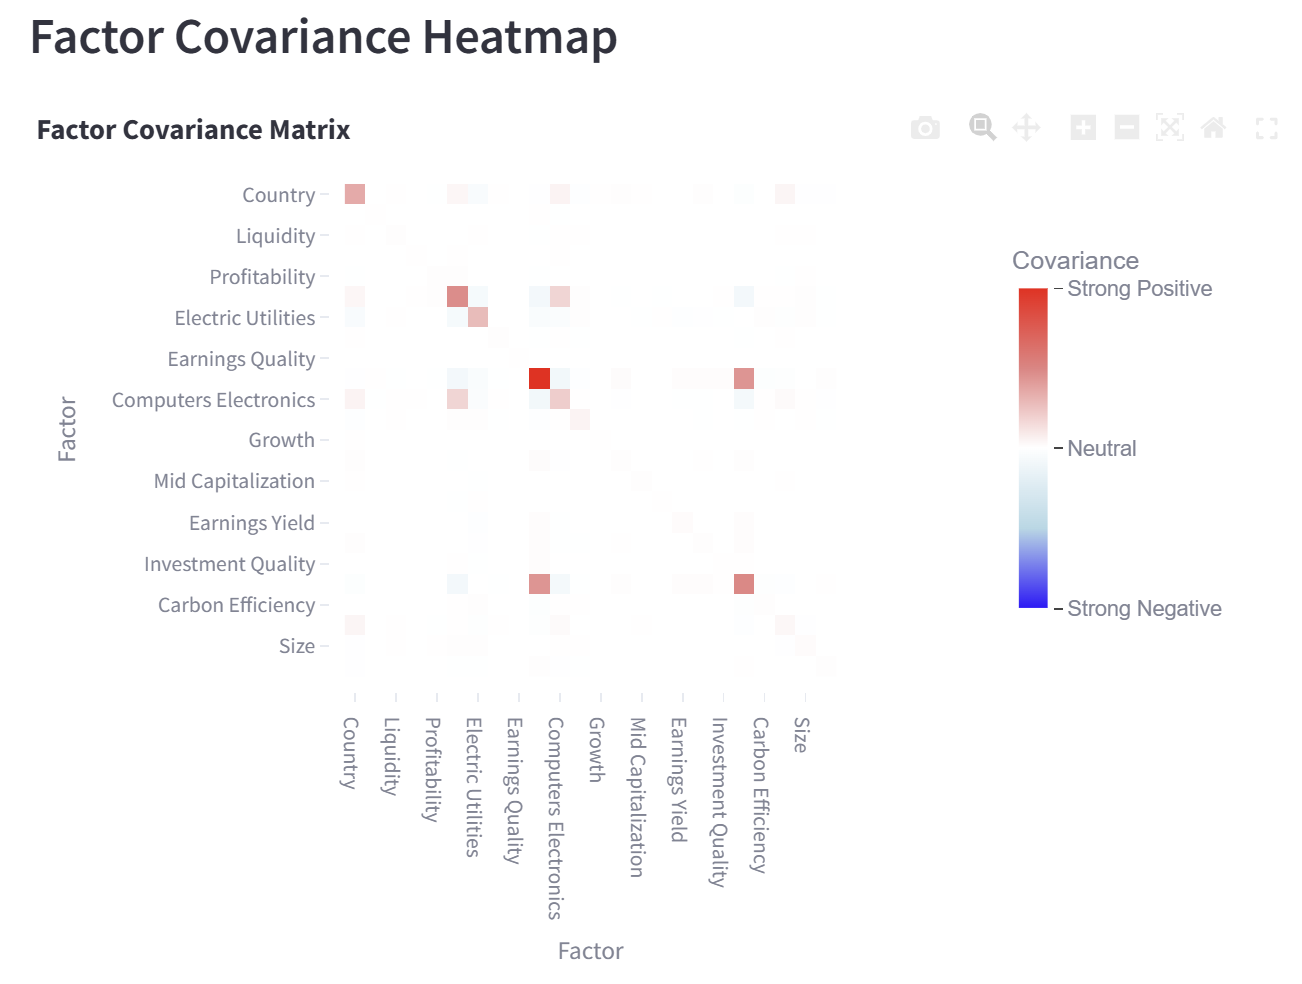 Factor Covariance Heatmap
Factor Covariance Matrix
Country
Liquidity
Profitability
Electric Utilities
Earnings Quality
Computers Electronics
Growth
Mid Capitalization
Earnings Yield
Investment Quality
Carbon Efficiency
Size
Factor
Country
Liquidity
Profitability
Electric Utilities
Earnings Quality
Computers Electronics
Growth
Mid Capitalization
Earnings Yield
Investment Quality
Carbon Efficiency
Size
Factor
Covariance
Strong Positive
Neutral
Strong Negative